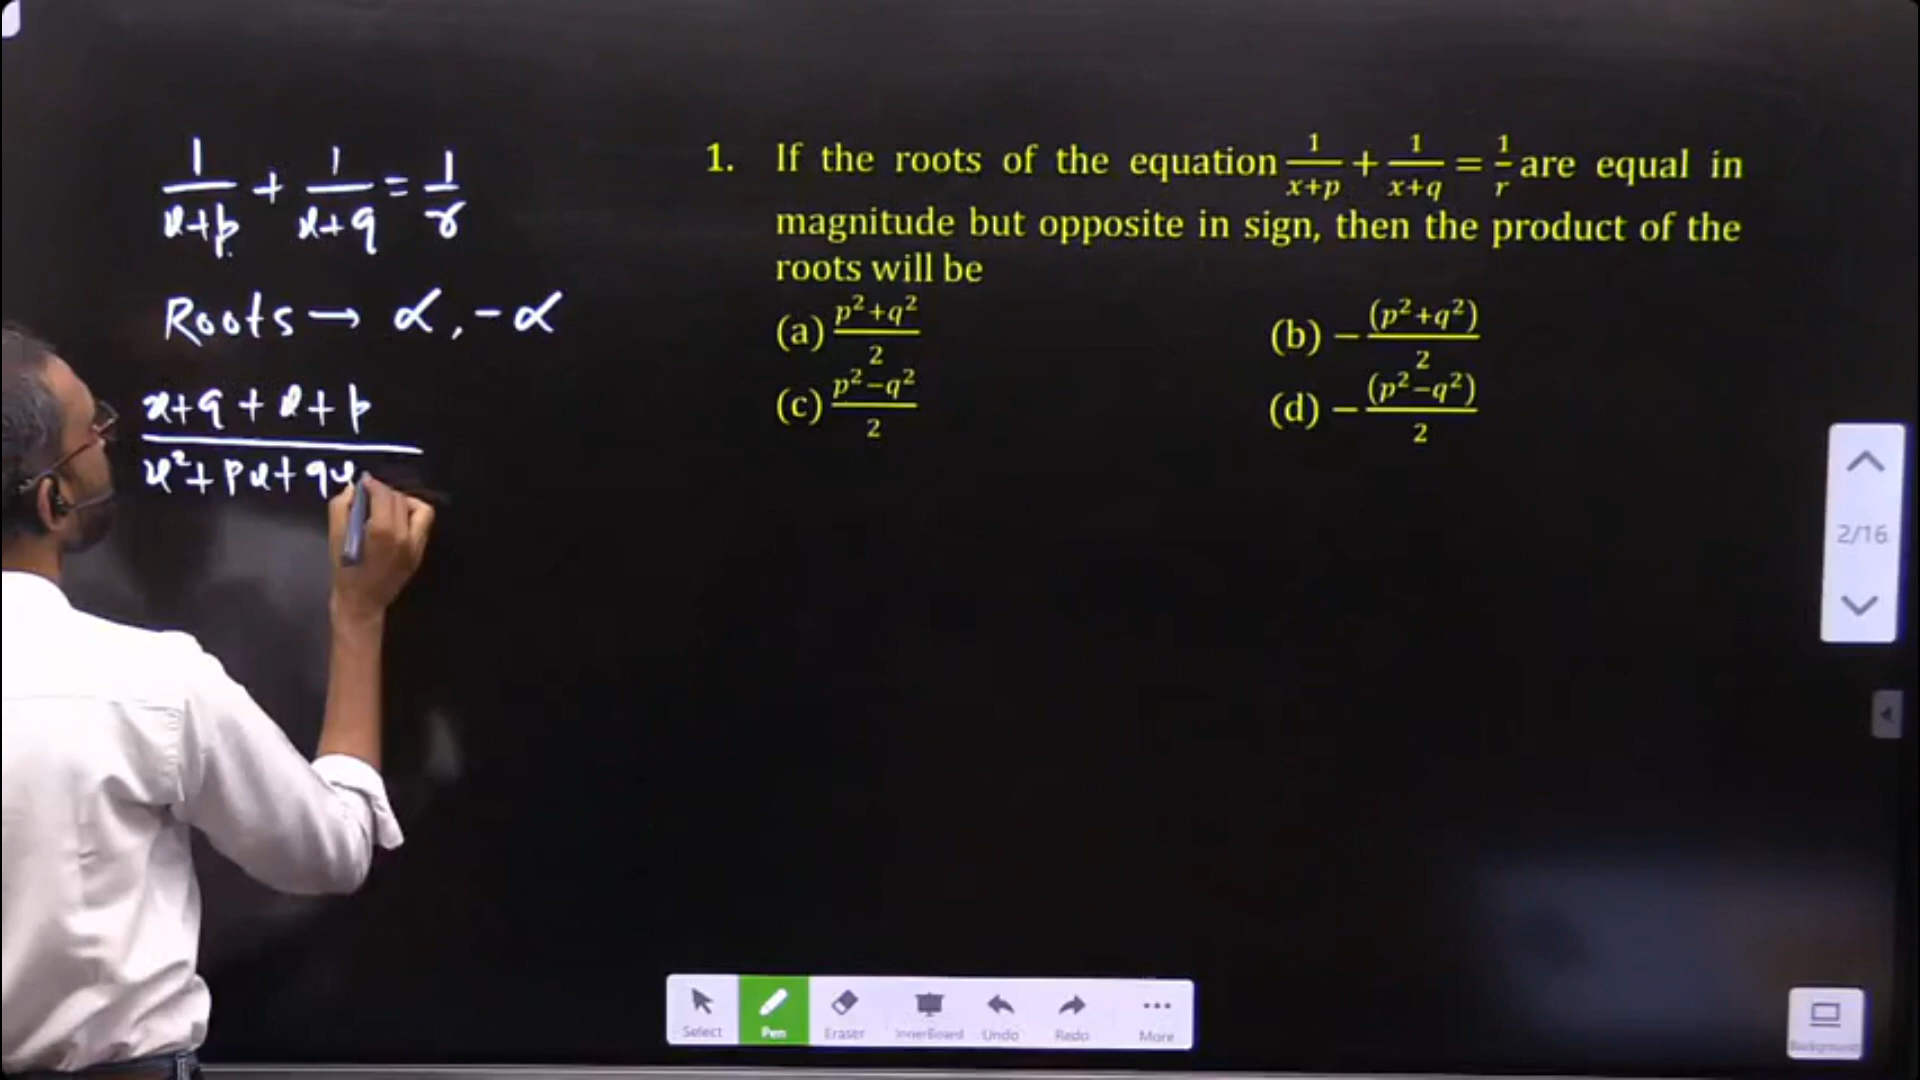 1/(x+p) + 1/(x+q) = 1/r
Roots → α, -α
x+q + x+p
x² + px + qx
1. If the roots of the equation 1/(x+p) + 1/(x+q) = 1/r are equal in
magnitude but opposite in sign, then the product of the
roots will be
(a) (p²+q²)/2
(b) −(p²+q²)/2
(c) (p²−q²)/2
(d) −(p²−q²)/2
2/16
Select Pen Eraser InnerBoard Undo Redo More
Background